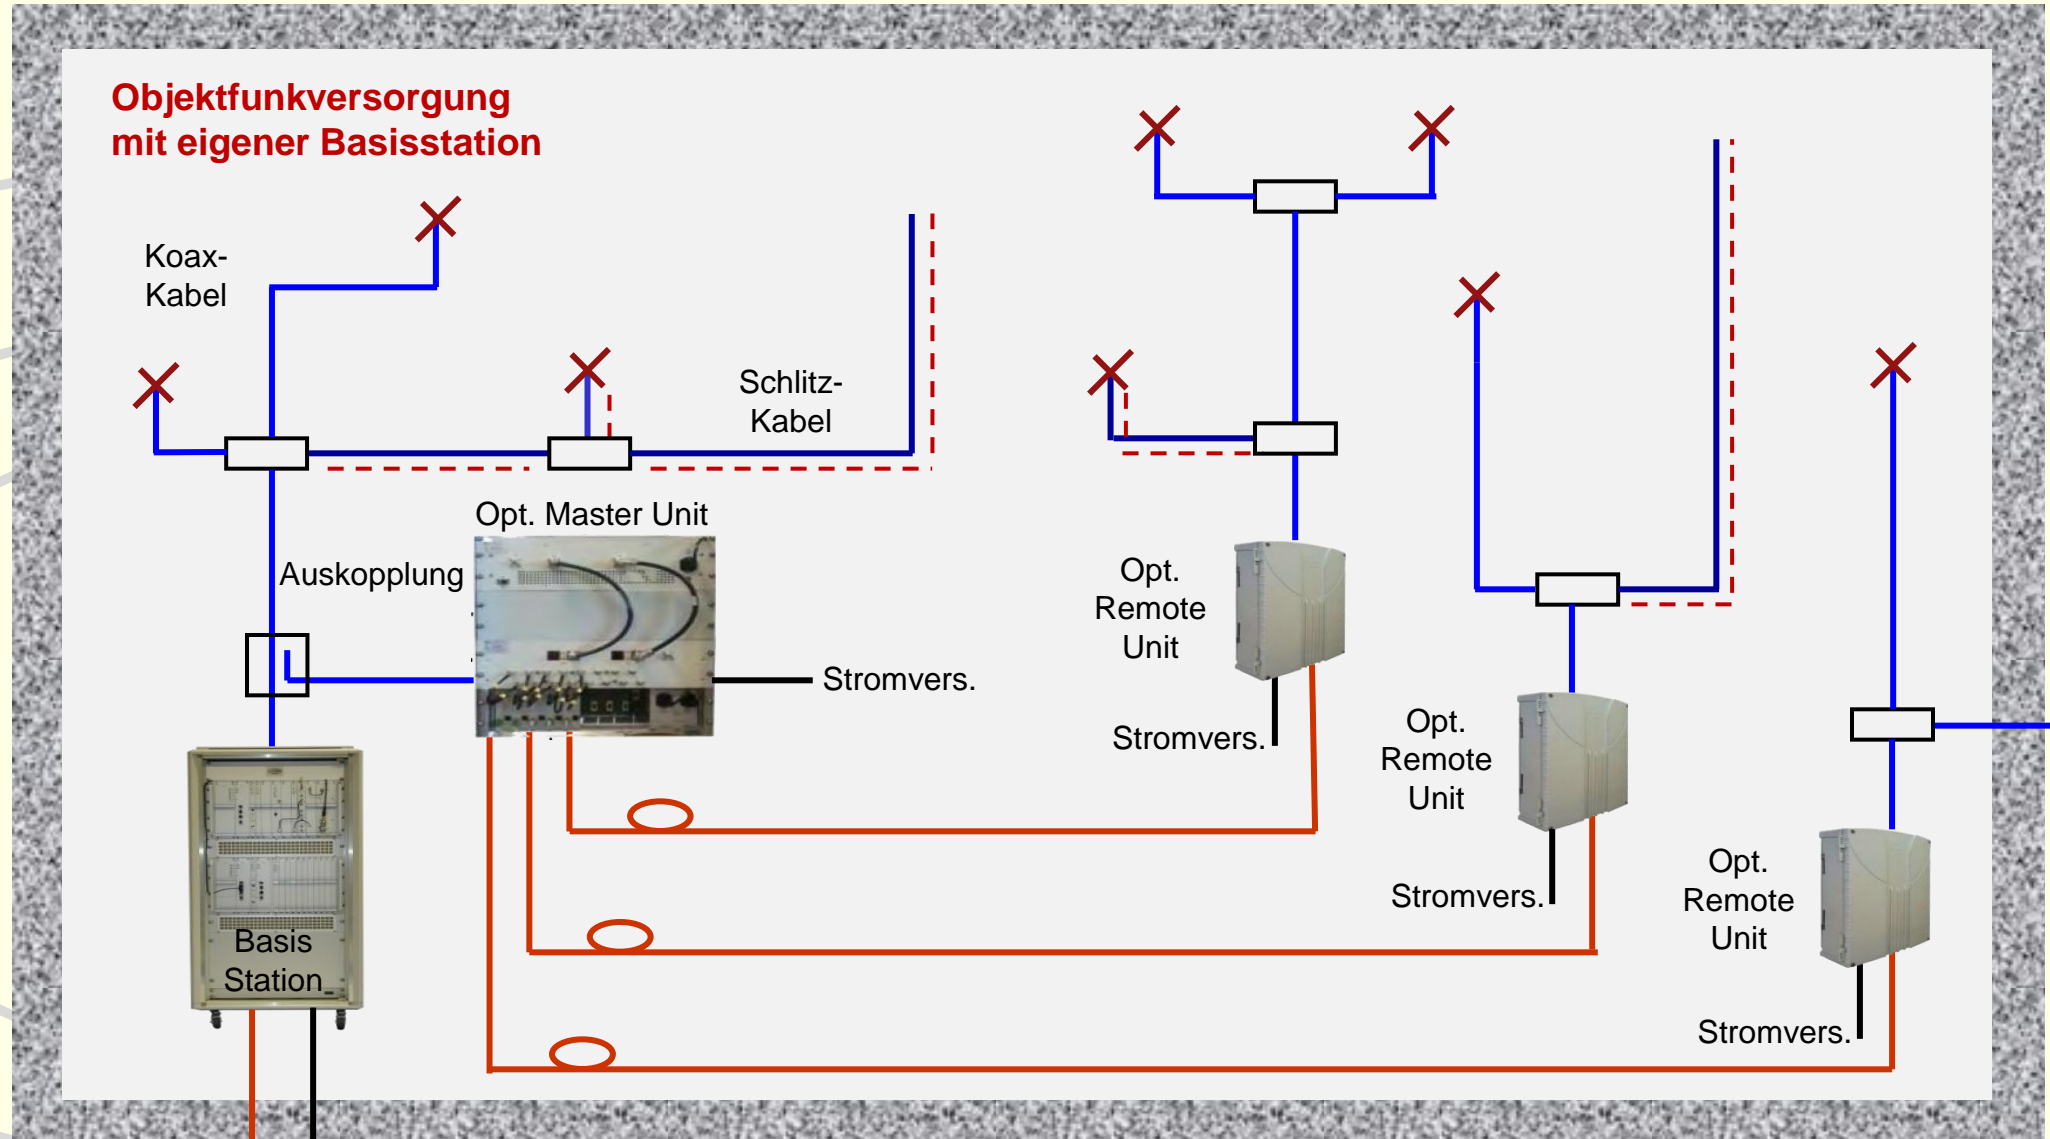 Objektfunkversorgung
mit eigener Basisstation
Koax-
Kabel
Schlitz-
Kabel
Opt. Master Unit
Auskopplung
Stromvers.
Basis
Station
Opt.
Remote
Unit
Stromvers.
Opt.
Remote
Unit
Stromvers.
Opt.
Remote
Unit
Stromvers.